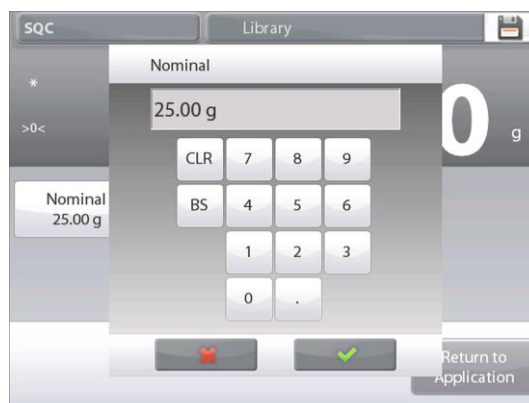 SQC
Library
Nominal
*
>0<
25.00 g
0
g
CLR 7 8 9
BS 4 5 6
1 2 3
0 .
Nominal
25.00 g
Return to
Application